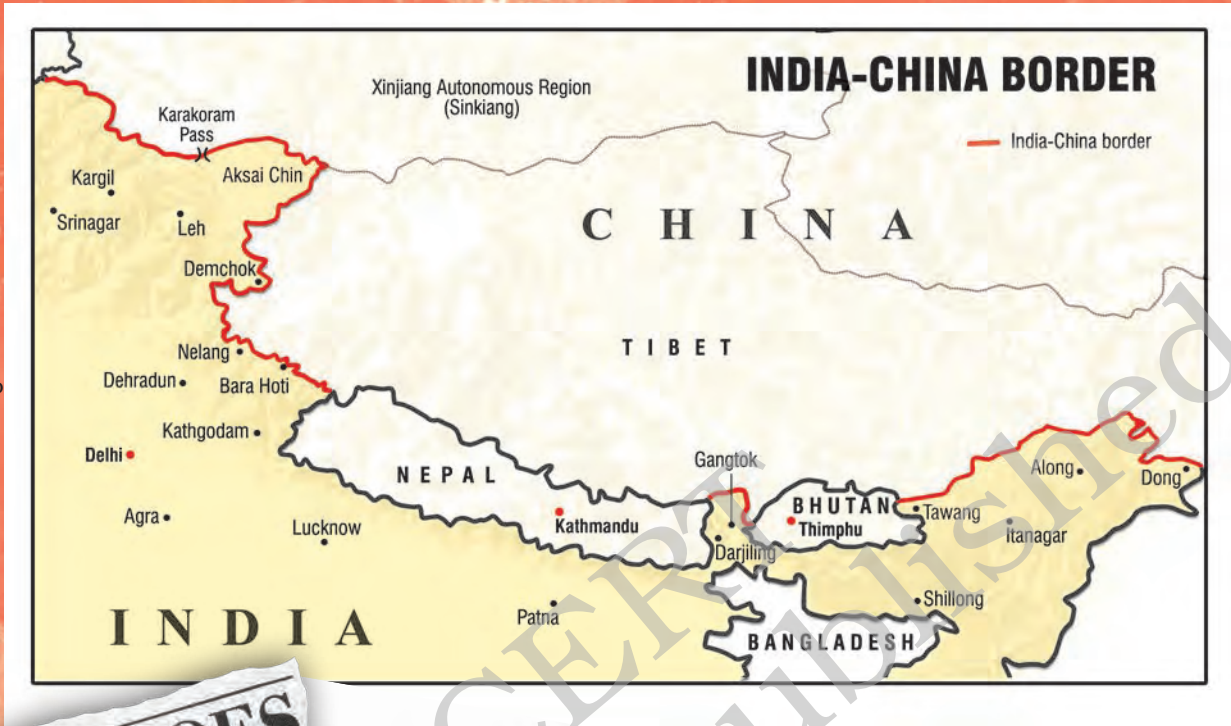 INDIA-CHINA BORDER
India-China border
Xinjiang Autonomous Region
(Sinkiang)
Karakoram
Pass
Aksai Chin
Kargil
Srinagar
Leh
CHINA
Demchok
TIBET
Nelang
Dehradun
Bara Hoti
Kathgodam
Delhi
NEPAL
Gangtok
Along
Dong
BHUTAN
Tawang
Agra
Lucknow
Kathmandu
Thimphu
Itanagar
Darjiling
Patna
Shillong
INDIA
BANGLADESH